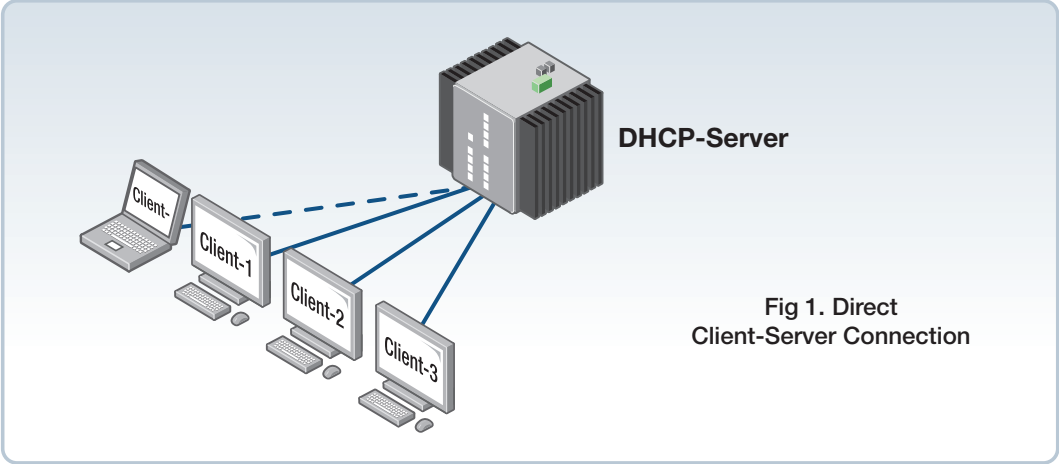 DHCP-Server
Client-
Client-1
Client-2
Client-3
Fig 1. Direct
Client-Server Connection